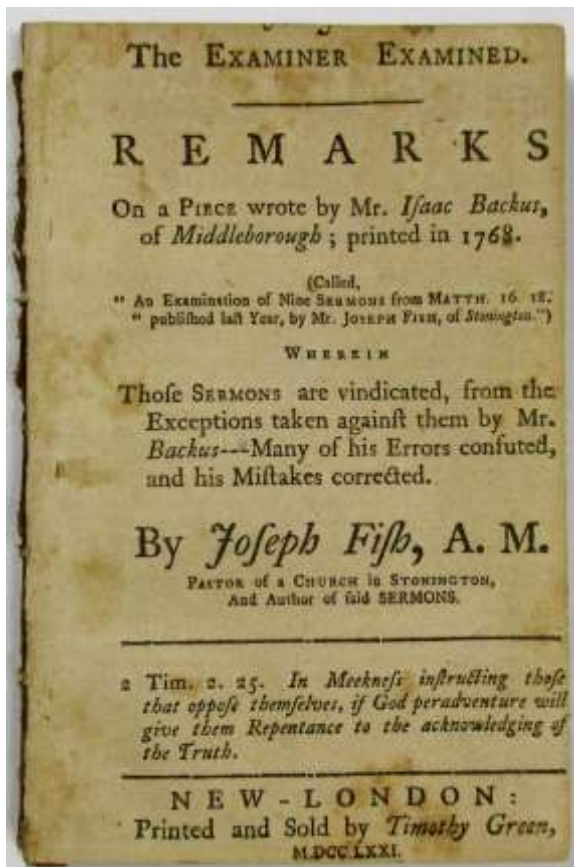 The EXAMINER EXAMINED.
REMARKS
On a PIECE wrote by Mr. Iſaac Backus,
of Middleborough; printed in 1768.
(Called,
" An Examination of Nine SERMONS from MATTH. 16. 18.
" publiſhed laſt Year, by Mr. JOSEPH FISH, of Stonington.")
WHEREIN
Thoſe SERMONS are vindicated, from the
Exceptions taken againſt them by Mr.
Backus---Many of his Errors confuted,
and his Miſtakes corrected.
By Joſeph Fiſh, A. M.
PASTOR of a CHURCH in STONINGTON,
And Author of ſaid SERMONS.
2 Tim. 2. 25. In Meekneſs inſtructing thoſe
that oppoſe themſelves, if God peradventure will
give them Repentance to the acknowledging of
the Truth.
NEW-LONDON:
Printed and Sold by Timothy Green,
M.DCC.LXXI.